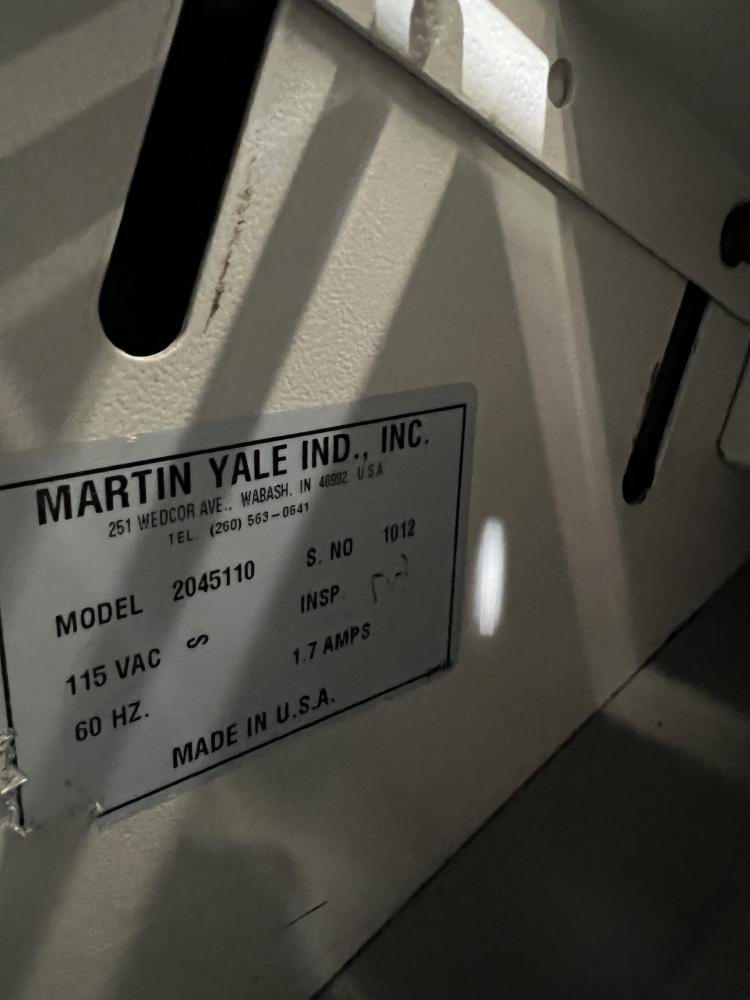 MARTIN YALE IND., INC.
251 WEDCOR AVE., WABASH, IN 46992 U.S.A
TEL. (260) 563-0641
MODEL 2045110 S. NO 1012
115 VAC S INSP.
60 HZ. 1.7 AMPS
MADE IN U.S.A.